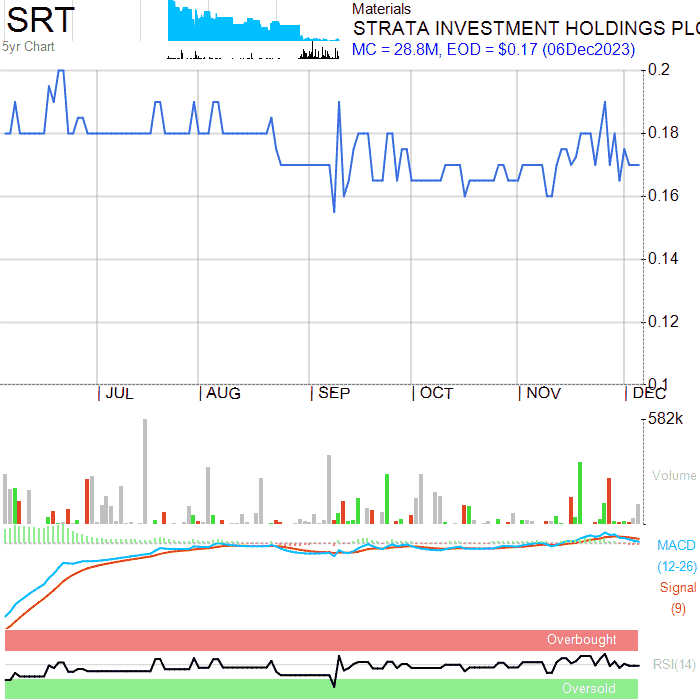 SRT
5yr Chart
Materials
STRATA INVESTMENT HOLDINGS PLC
MC = 28.8M, EOD = $0.17 (06Dec2023)
0.2
0.18
0.16
0.14
0.12
0.1
JUL
AUG
SEP
OCT
NOV
DEC
582k
Volume
MACD
(12-26)
Signal
(9)
Overbought
RSI(14)
Oversold